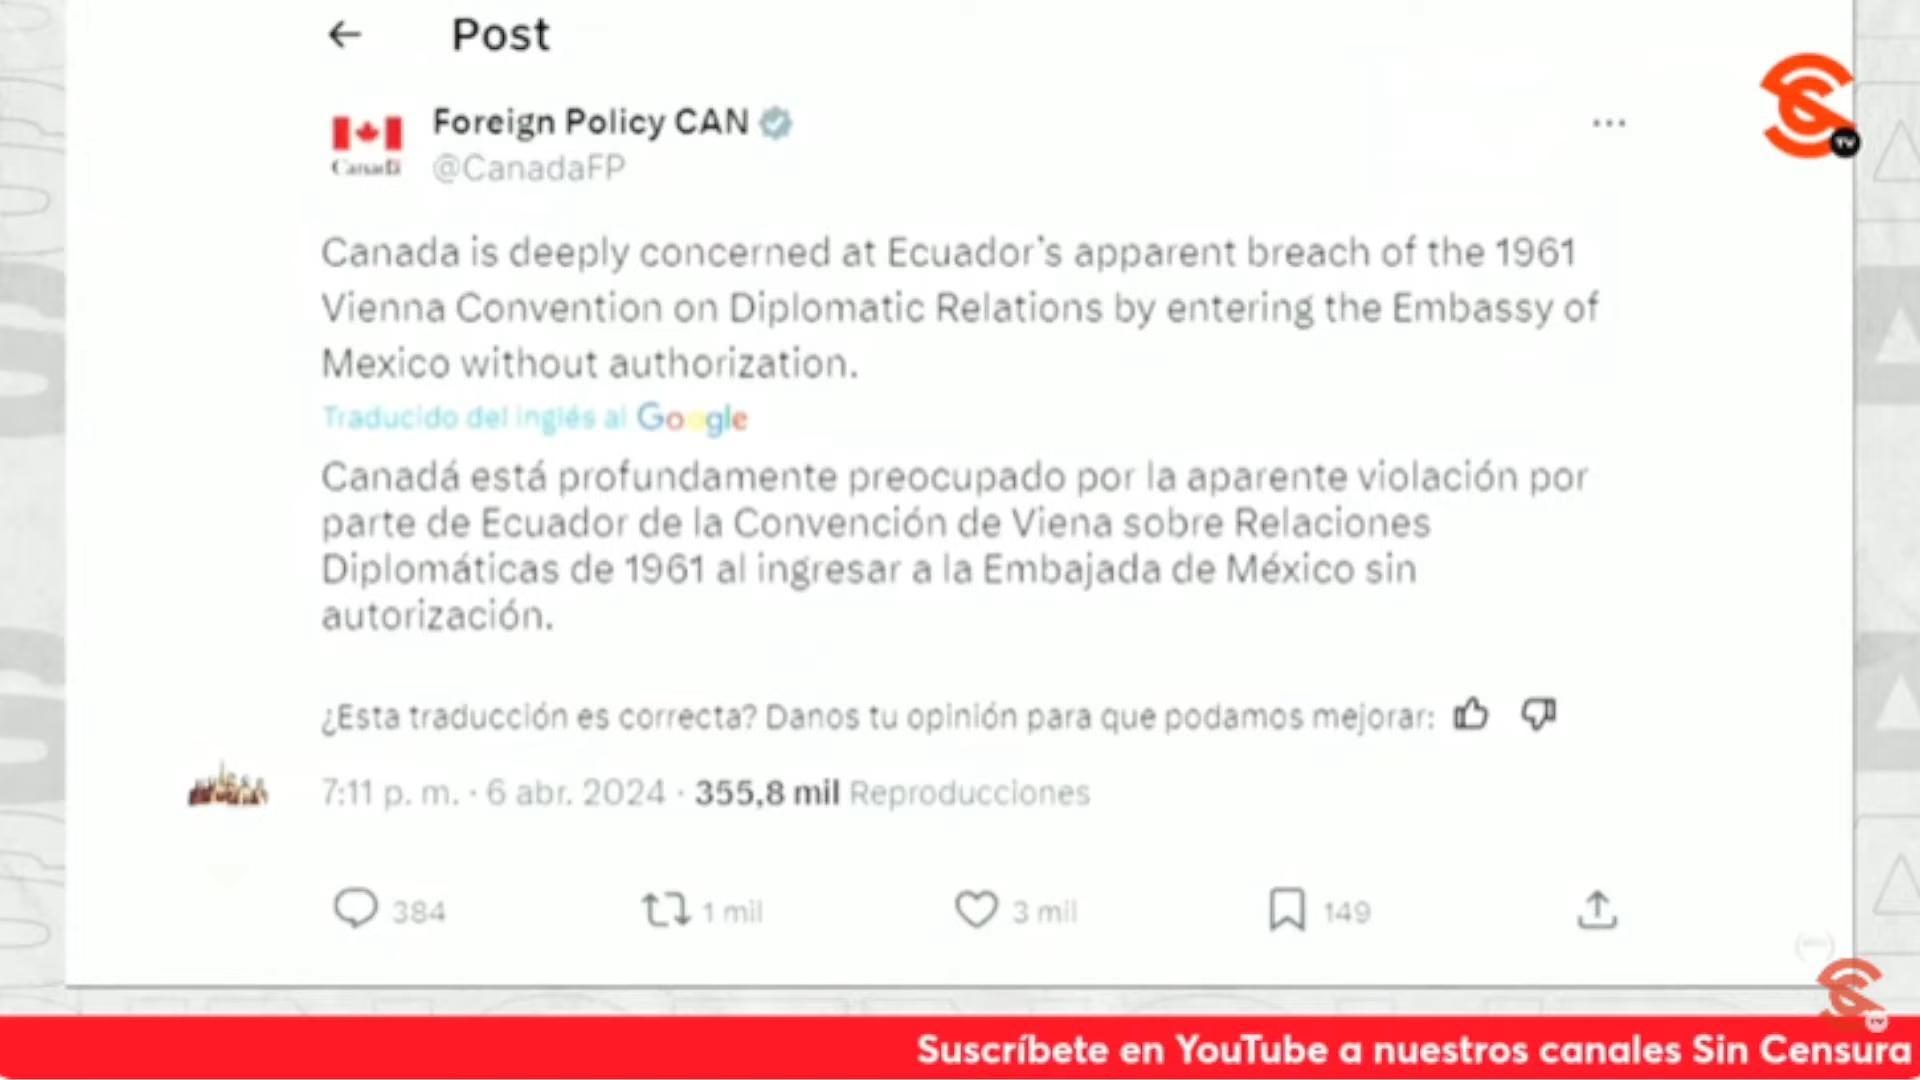 Post
Foreign Policy CAN
Canada
@CanadaFP
Canada is deeply concerned at Ecuador's apparent breach of the 1961
Vienna Convention on Diplomatic Relations by entering the Embassy of
Mexico without authorization.
Traducido del inglés al Google
Canadá está profundamente preocupado por la aparente violación por
parte de Ecuador de la Convención de Viena sobre Relaciones
Diplomáticas de 1961 al ingresar a la Embajada de México sin
autorización.
¿Esta traducción es correcta? Danos tu opinión para que podamos mejorar:
7:11 p. m. · 6 abr. 2024 · 355,8 mil Reproducciones
384 1 mil 3 mil 149
TV
TV
Suscríbete en YouTube a nuestros canales Sin Censura